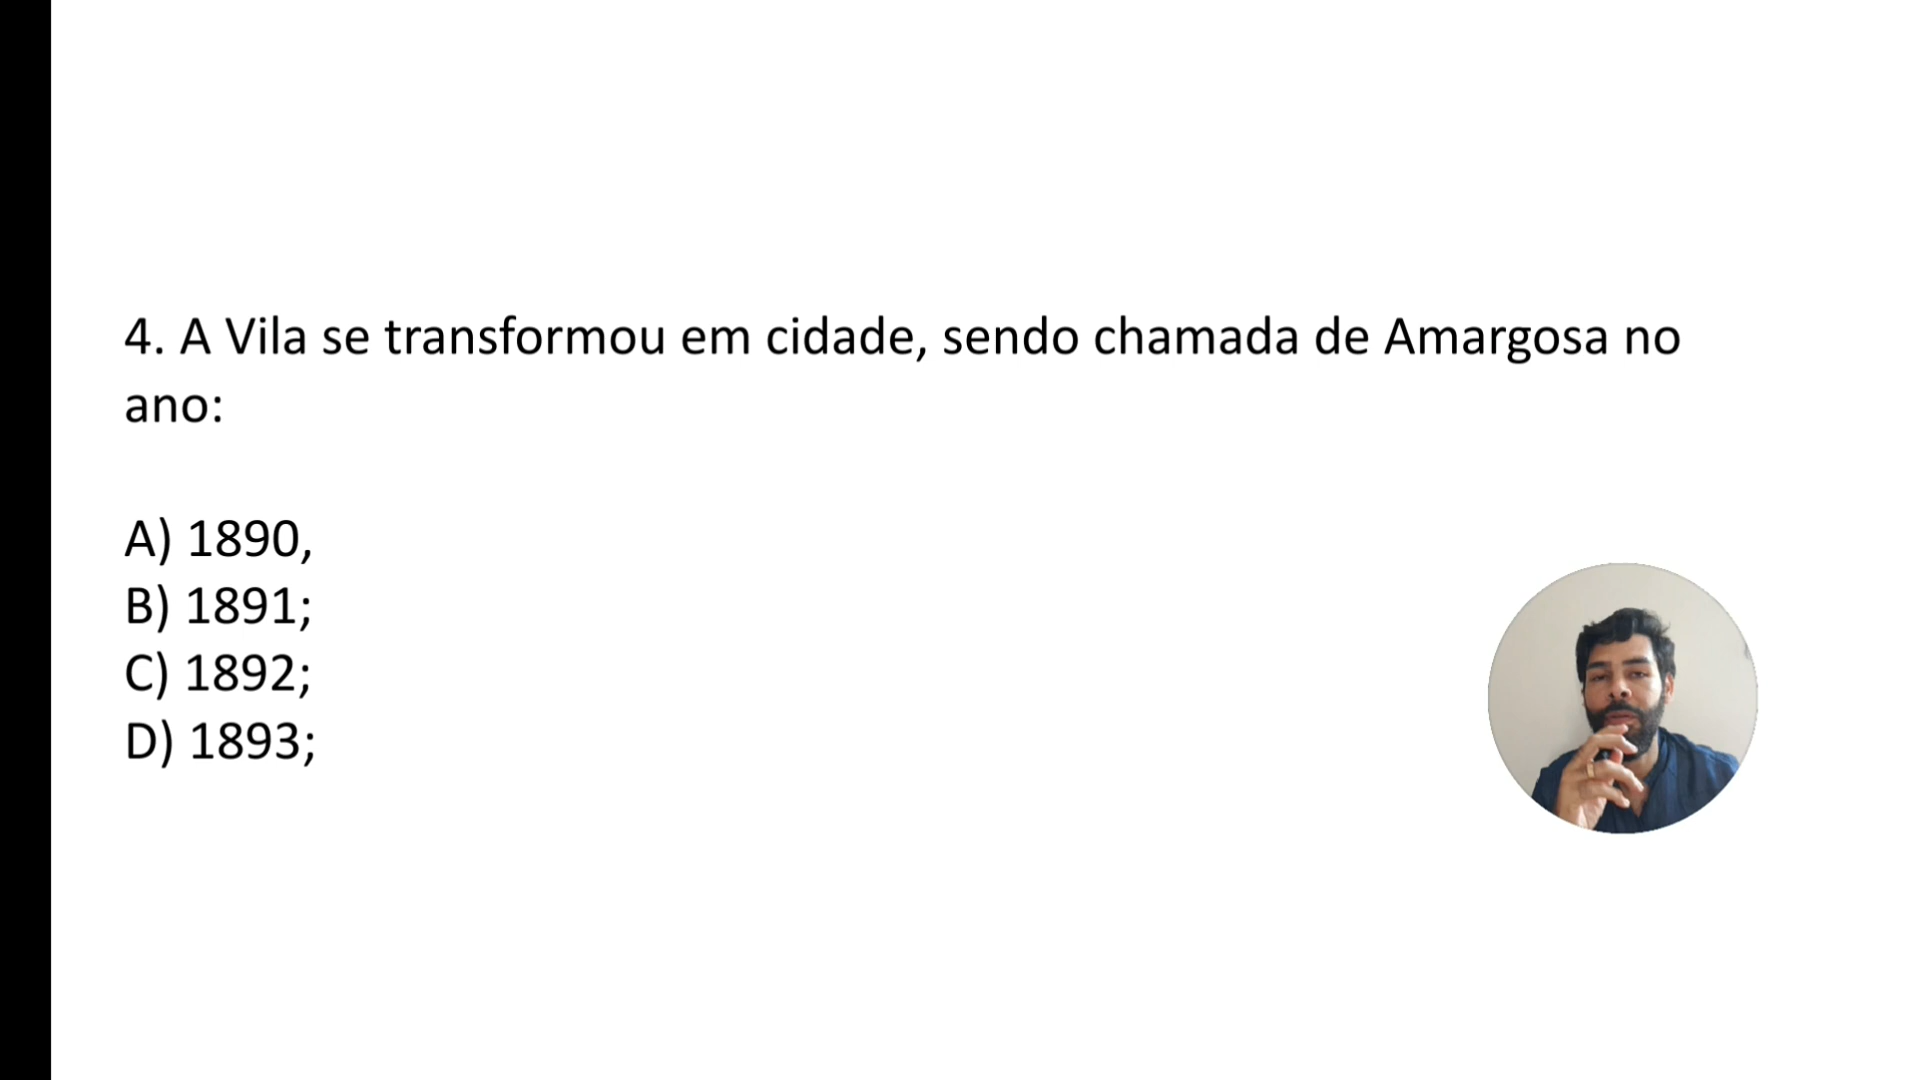 4. A Vila se transformou em cidade, sendo chamada de Amargosa no
ano:
A) 1890,
B) 1891;
C) 1892;
D) 1893;